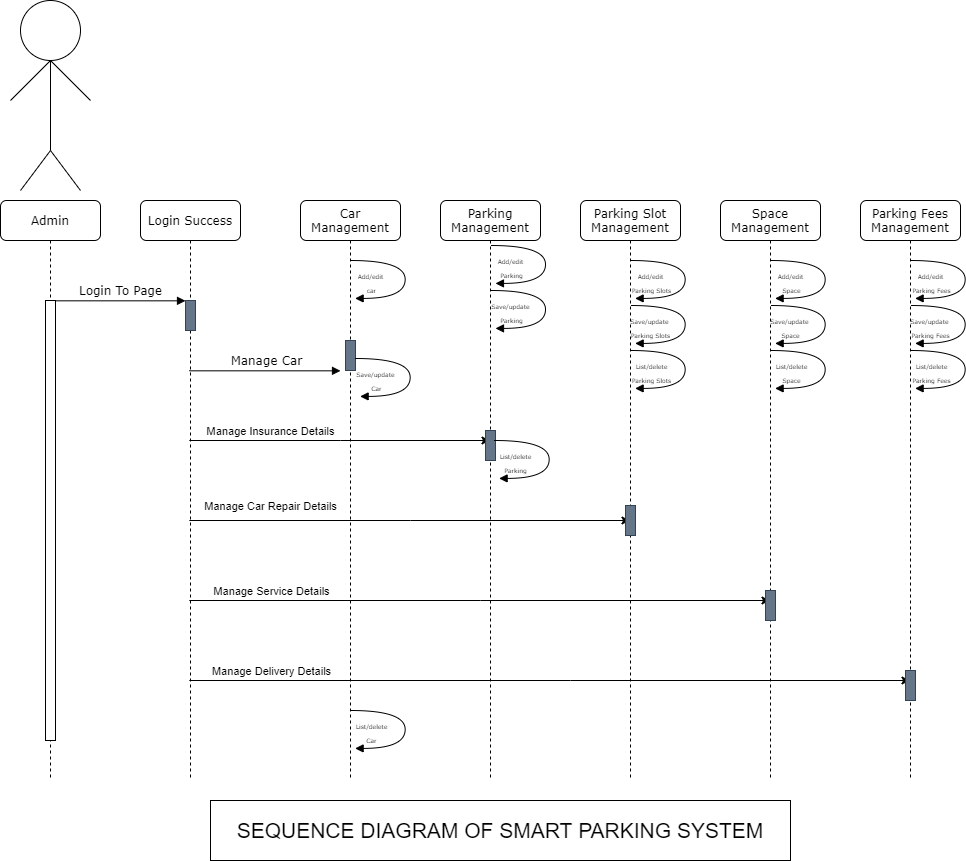 Admin
Login Success
Car
Management
Parking
Management
Parking Slot
Management
Space
Management
Parking Fees
Management
Add/edit
Parking
Add/edit
car
Add/edit
Parking Slots
Add/edit
Space
Add/edit
Parking Fees
Login To Page
Save/update
Parking
Save/update
Parking Slots
Save/update
Space
Save/update
Parking Fees
Manage Car
Save/update
Car
List/delete
Parking Slots
List/delete
Space
List/delete
Parking Fees
Manage Insurance Details
List/delete
Parking
Manage Car Repair Details
Manage Service Details
Manage Delivery Details
List/delete
Car
SEQUENCE DIAGRAM OF SMART PARKING SYSTEM